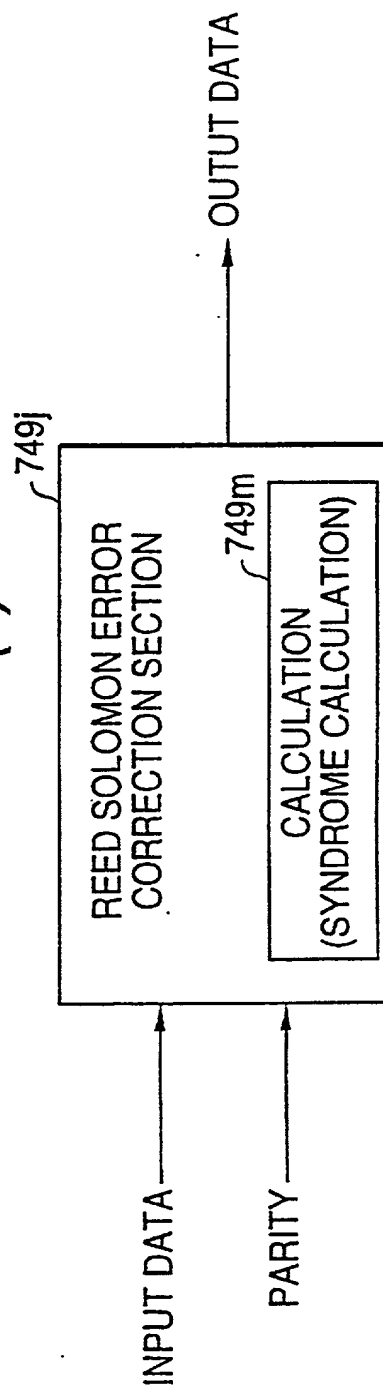 749j
REED SOLOMON ERROR
CORRECTION SECTION
749m
CALCULATION
(SYNDROME CALCULATION)
INPUT DATA
PARITY
OUTUT DATA